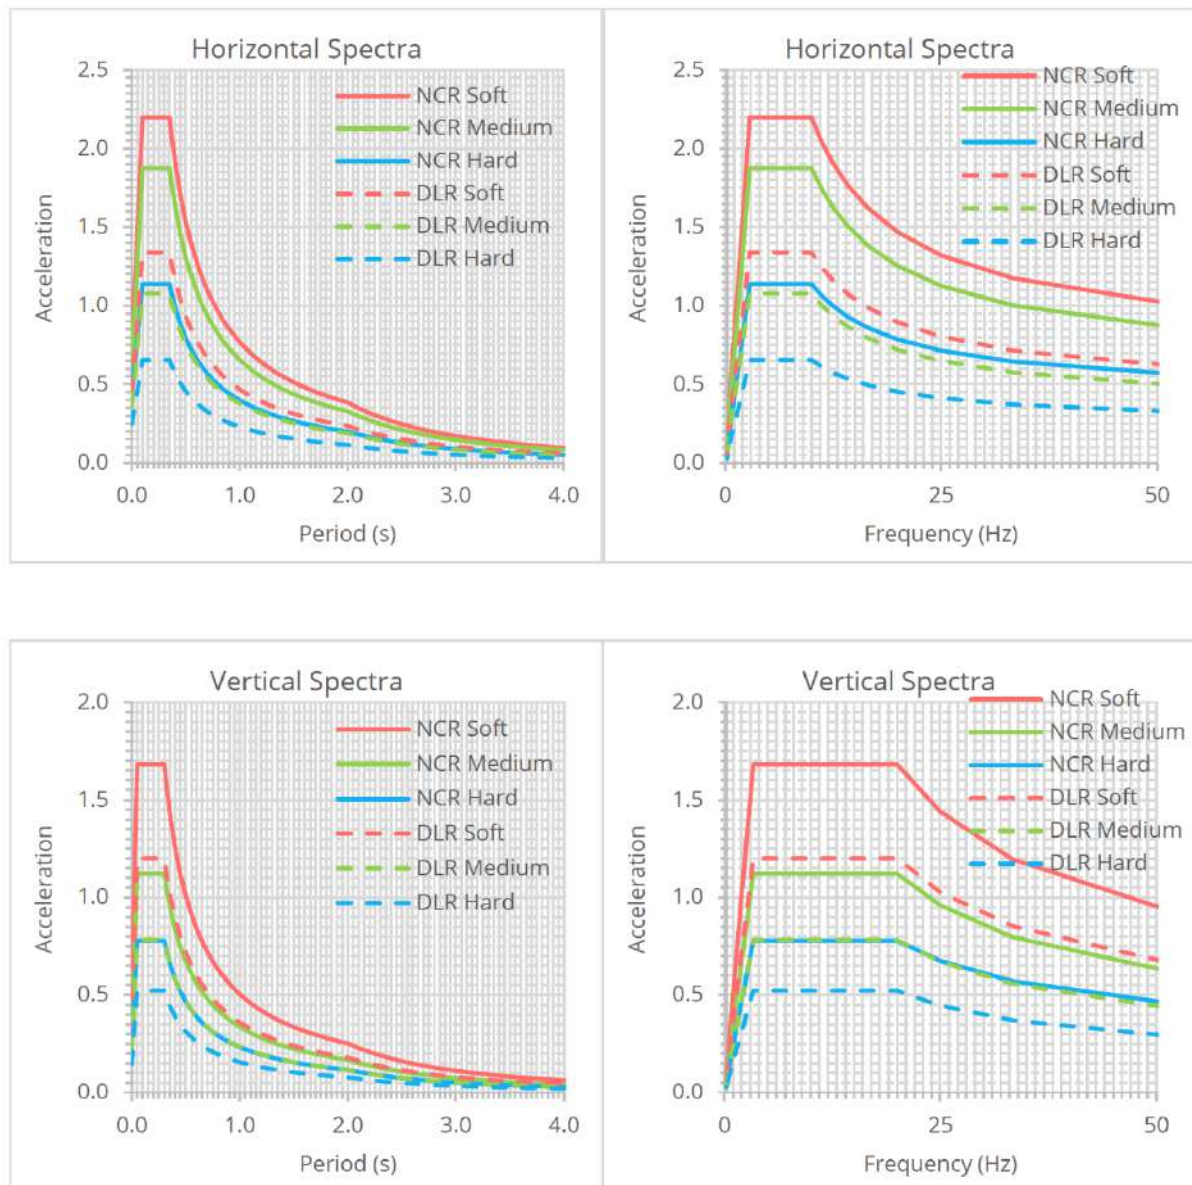 Horizontal Spectra
2.5
2.0
1.5
1.0
0.5
0.0
Acceleration
NCR Soft
NCR Medium
NCR Hard
DLR Soft
DLR Medium
DLR Hard
0.0 1.0 2.0 3.0 4.0
Period (s)
Horizontal Spectra
2.5
2.0
1.5
1.0
0.5
0.0
Acceleration
NCR Soft
NCR Medium
NCR Hard
DLR Soft
DLR Medium
DLR Hard
0 25 50
Frequency (Hz)
Vertical Spectra
2.0
1.5
1.0
0.5
0.0
Acceleration
NCR Soft
NCR Medium
NCR Hard
DLR Soft
DLR Medium
DLR Hard
0.0 1.0 2.0 3.0 4.0
Period (s)
Vertical Spectra
2.0
1.5
1.0
0.5
0.0
Acceleration
NCR Soft
NCR Medium
NCR Hard
DLR Soft
DLR Medium
DLR Hard
0 25 50
Frequency (Hz)